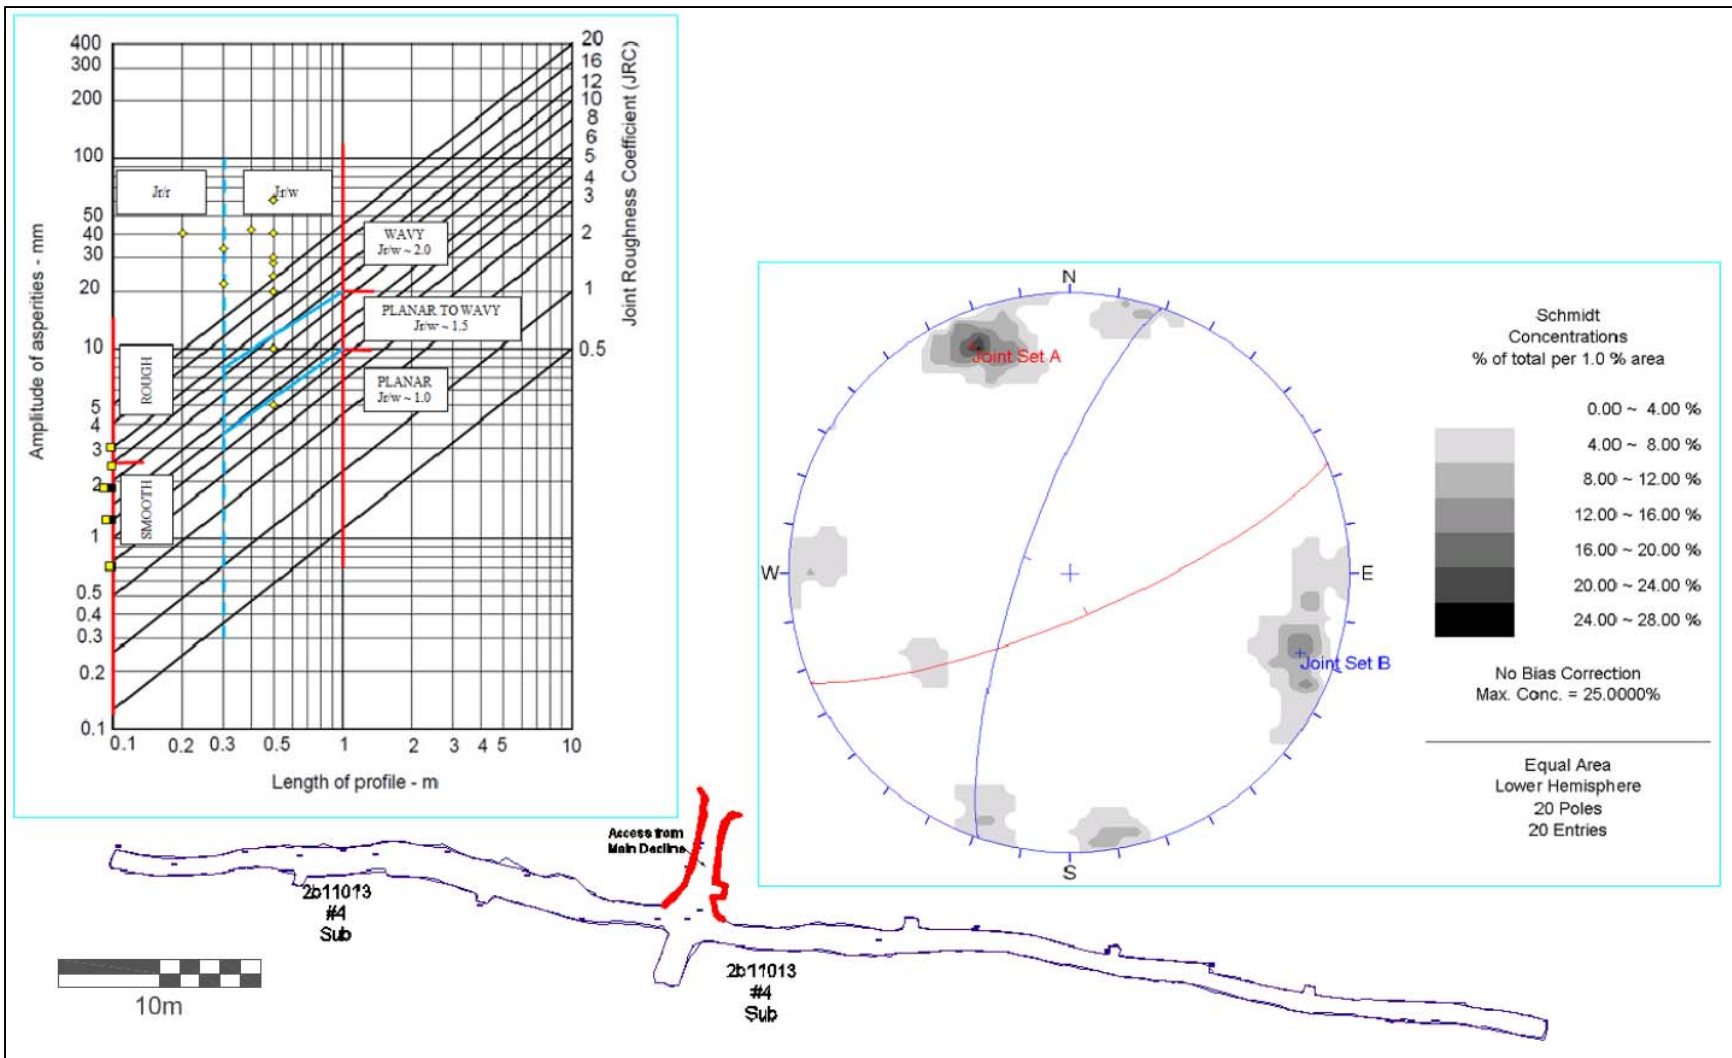 400
300
200
100
50
40
30
20
10
5
4
3
2
1
0.5
0.4
0.3
0.2
0.1
Amplitude of asperities - mm
0.1 0.2 0.3 0.5 1 2 3 4 5 10
Length of profile - m
20
16
12
10
8
6
5
4
3
2
1
0.5
Joint Roughness Coefficient (JRC)
Jr/r
Jr/w
WAVY
Jr/w ~ 2.0
PLANAR TO WAVY
Jr/w ~ 1.5
PLANAR
Jr/w ~ 1.0
ROUGH
SMOOTH
N
W
E
S
Joint Set A
Joint Set B
Schmidt
Concentrations
% of total per 1.0 % area
0.00 ~ 4.00 %
4.00 ~ 8.00 %
8.00 ~ 12.00 %
12.00 ~ 16.00 %
16.00 ~ 20.00 %
20.00 ~ 24.00 %
24.00 ~ 28.00 %
No Bias Correction
Max. Conc. = 25.0000%
Equal Area
Lower Hemisphere
20 Poles
20 Entries
Access from
Main Decline
2b11013
#4
Sub
2b11013
#4
Sub
10m